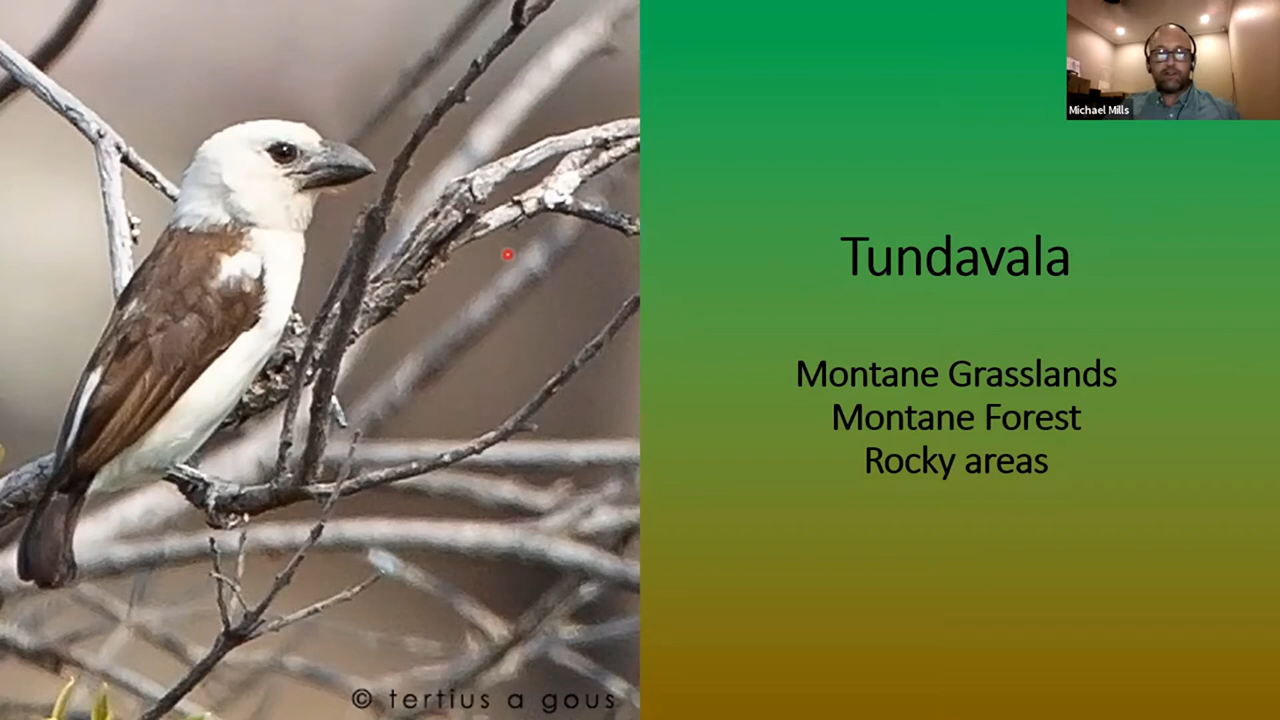 Michael Mills
Tundavala
Montane Grasslands
Montane Forest
Rocky areas
© tertius a gous